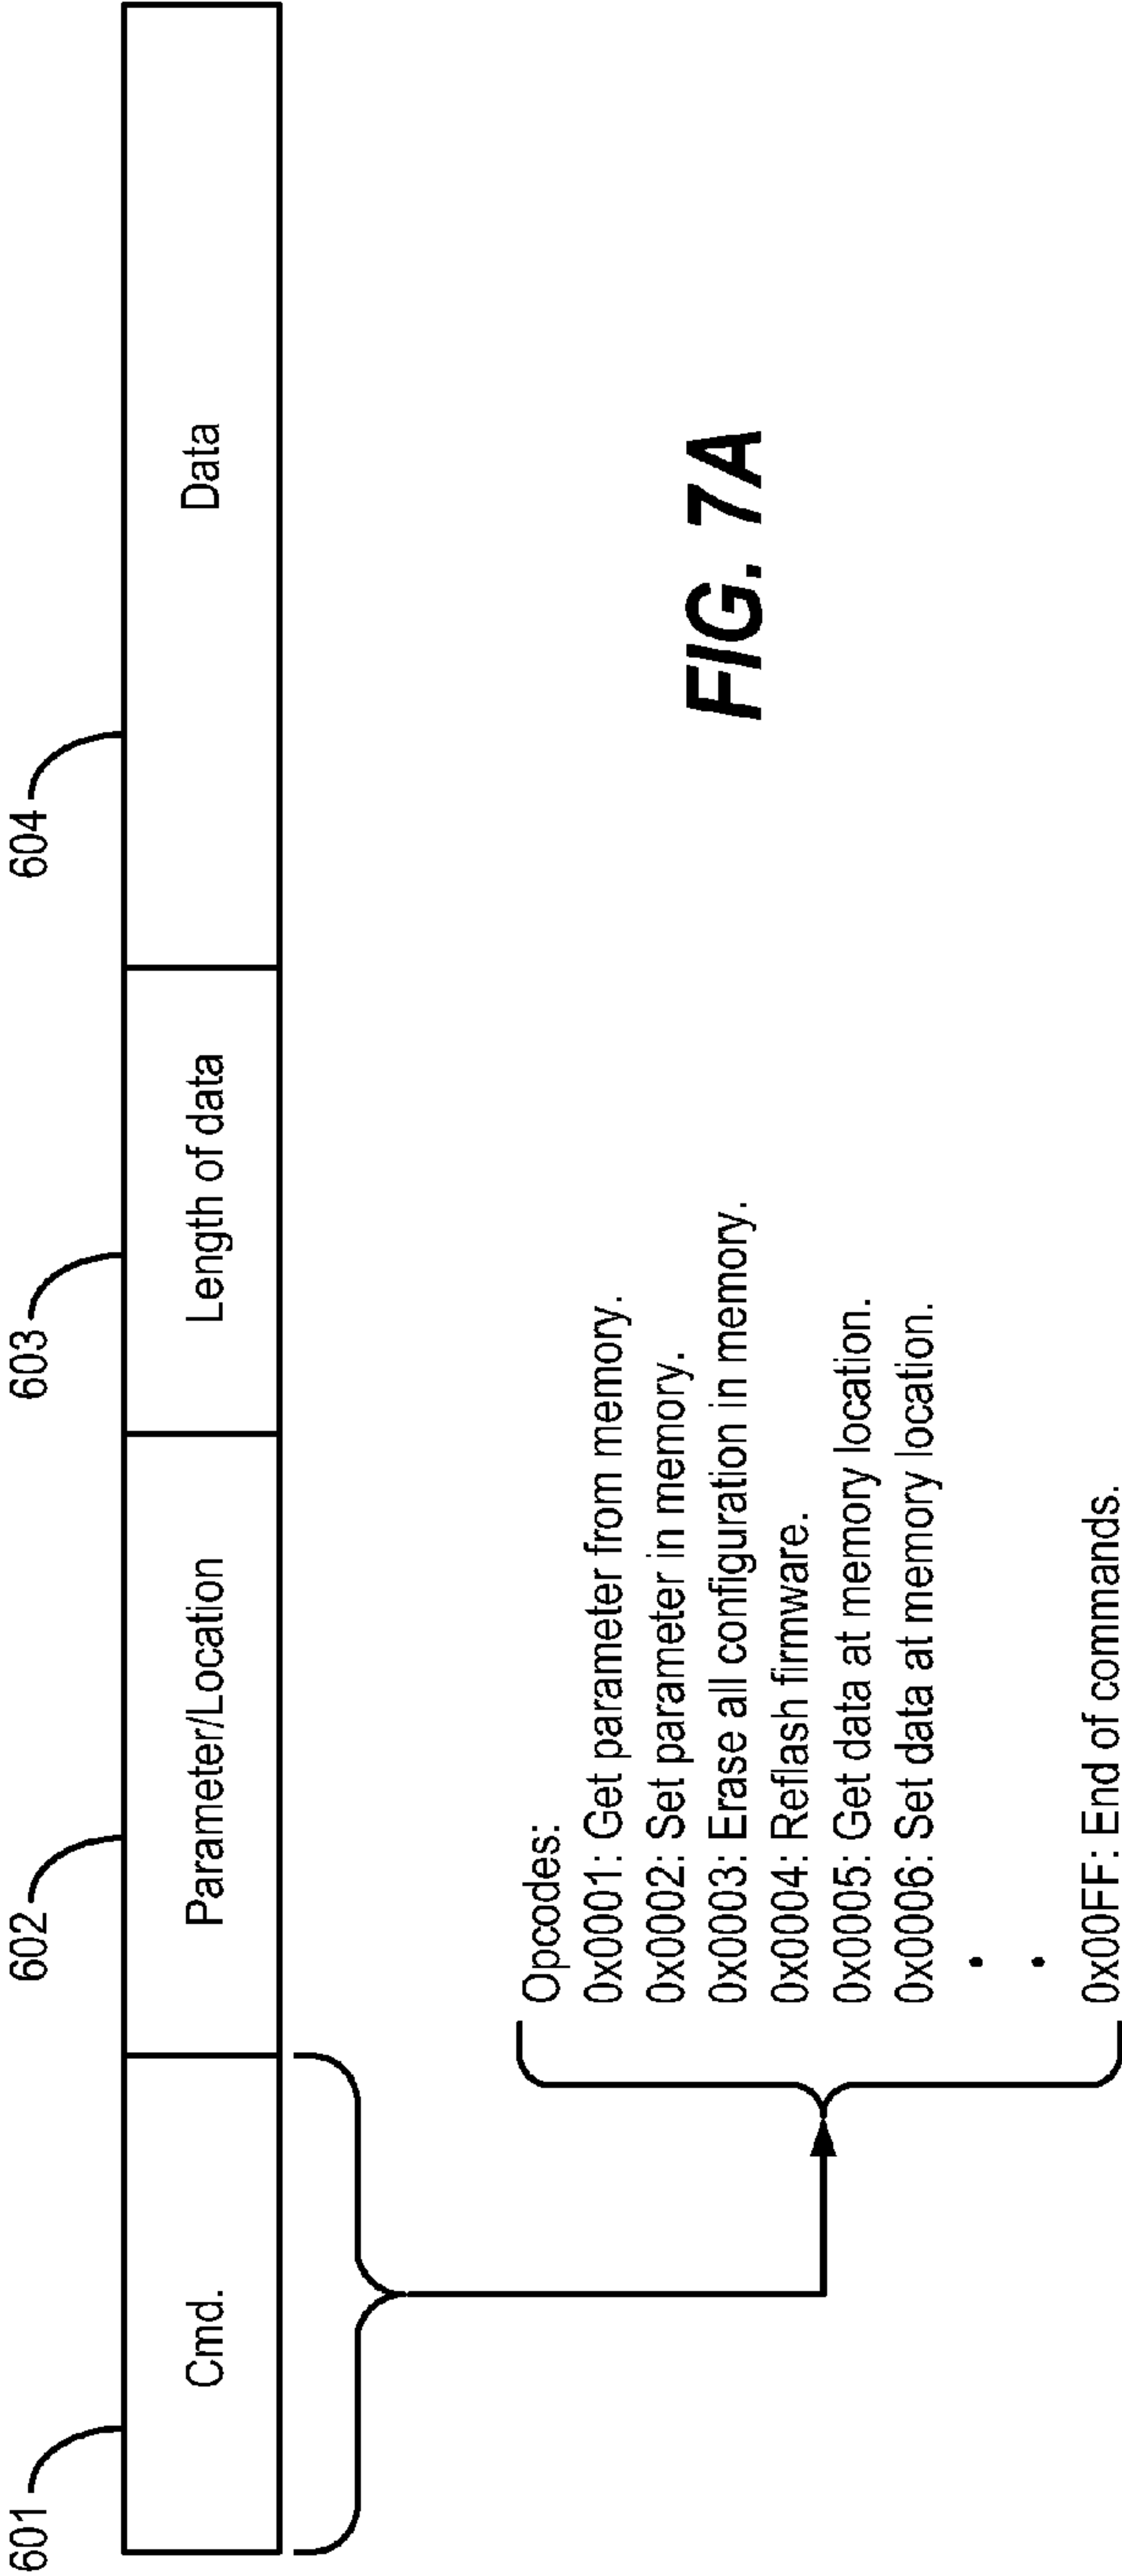 601
602
603
604
Cmd.
Parameter/Location
Length of data
Data
Opcodes:
0x0001: Get parameter from memory.
0x0002: Set parameter in memory.
0x0003: Erase all configuration in memory.
0x0004: Reflash firmware.
0x0005: Get data at memory location.
0x0006: Set data at memory location.
0x00FF: End of commands.
FIG. 7A